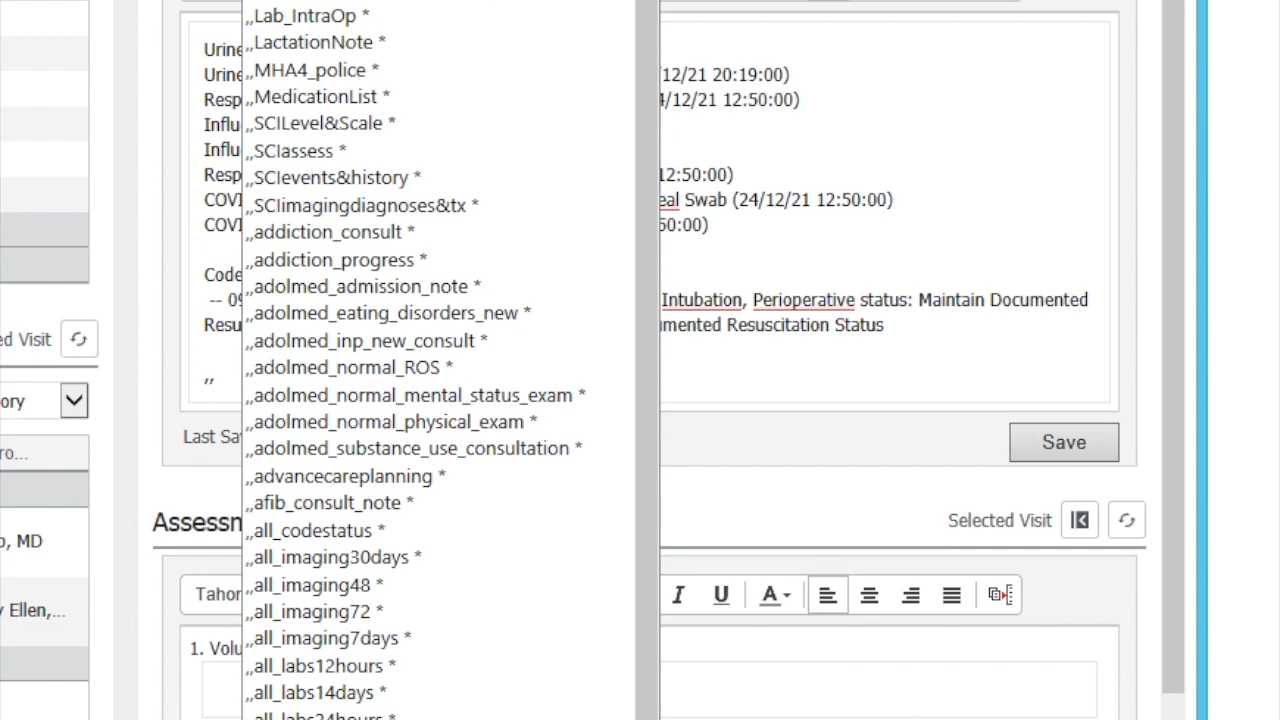 ,,Lab_IntraOp *
,,LactationNote *
,,MHA4_police *
,,MedicationList *
,,SCILevel&Scale *
,,SCIassess *
,,SCIevents&history *
,,SCIimagingdiagnoses&tx *
,,addiction_consult *
,,addiction_progress *
,,adolmed_admission_note *
,,adolmed_eating_disorders_new *
,,adolmed_inp_new_consult *
,,adolmed_normal_ROS *
,,adolmed_normal_mental_status_exam *
,,adolmed_normal_physical_exam *
,,adolmed_substance_use_consultation *
,,advancecareplanning *
,,afib_consult_note *
,,all_codestatus *
,,all_imaging30days *
,,all_imaging48 *
,,all_imaging72 *
,,all_imaging7days *
,,all_labs12hours *
,,all_labs14days *
,,all_labs24hours *
Urine
Urine /12/21 20:19:00)
Resp 4/12/21 12:50:00)
Influ
Influ
Resp 12:50:00)
COVI eal Swab (24/12/21 12:50:00)
COVI 50:00)
Code
-- 09 Intubation, Perioperative status: Maintain Documented
Resu mented Resuscitation Status
,,
Last Sav
Save
ed Visit
ory
ro...
o, MD
y Ellen,...
Assessm
Selected Visit
Tahor
I U A
1. Volu